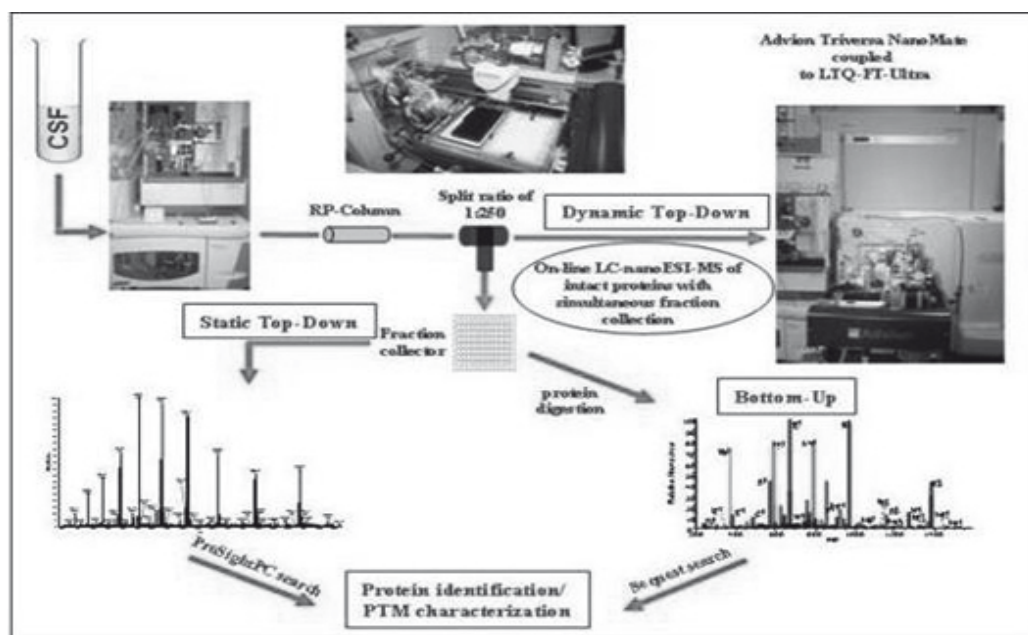 Advion Triversa NanoMate
coupled
to LTQ-FT-Ultra
CSF
RP-Column
Split ratio of
1:250
Dynamic Top-Down
On-line LC-nanoESI-MS of
intact proteins with
simultaneous fraction
collection
Static Top-Down
Fraction
collector
protein
digestion
Bottom-Up
ProSightPC search
Sequest search
Protein identification/
PTM characterization